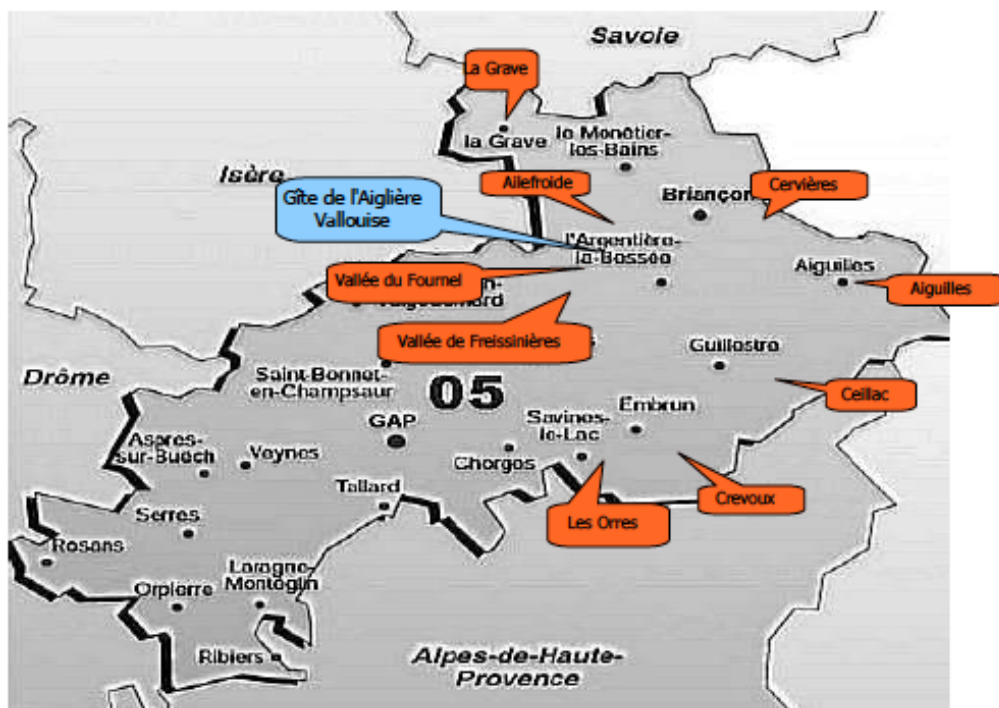 Savoie
La Grave
la Grave
le Monêtier-
les-Bains
Isère
Ailefroide
Briançon
Cervières
Gîte de l'Aiglière
Vallouise
l'Argentière-
la-Bessée
Vallée du Fournel
Aiguilles
Aiguilles
Vallée de Freissinières
Guillestre
Drôme
Saint-Bonnet-
en-Champsaur
05
Ceillac
Embrun
Savines-
le-Lac
GAP
Aspres-
sur-Buëch
Veynes
Chorges
Tallard
Crevoux
Les Orres
Serres
Rosans
Laragne-
Montéglin
Orpierre
Ribiers
Alpes-de-Haute-
Provence